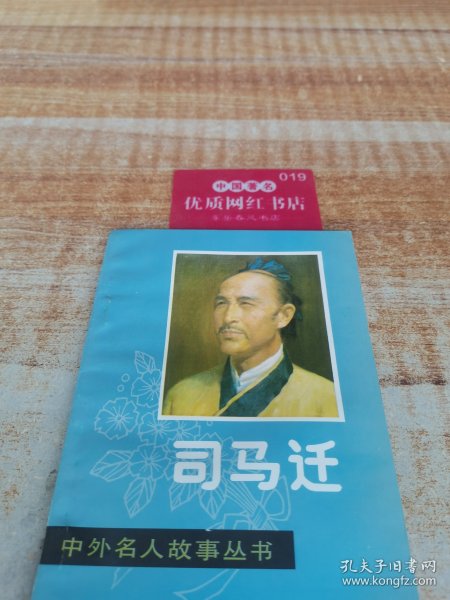 019
中国著名
优质网红书店
司马迁
中外名人故事丛书
孔夫子旧书网
www.kongfz.com